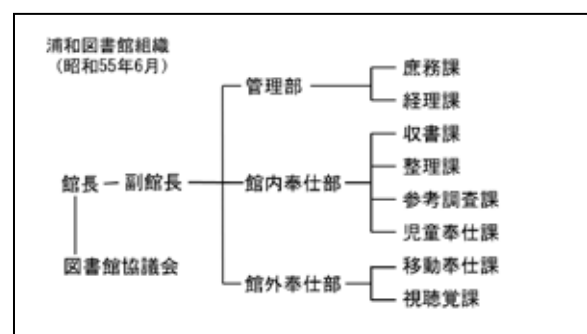 浦和図書館組織
（昭和55年6月）
館長
副館長
図書館協議会
管理部
庶務課
経理課
館内奉仕部
収書課
整理課
参考調査課
児童奉仕課
館外奉仕部
移動奉仕課
視聴覚課